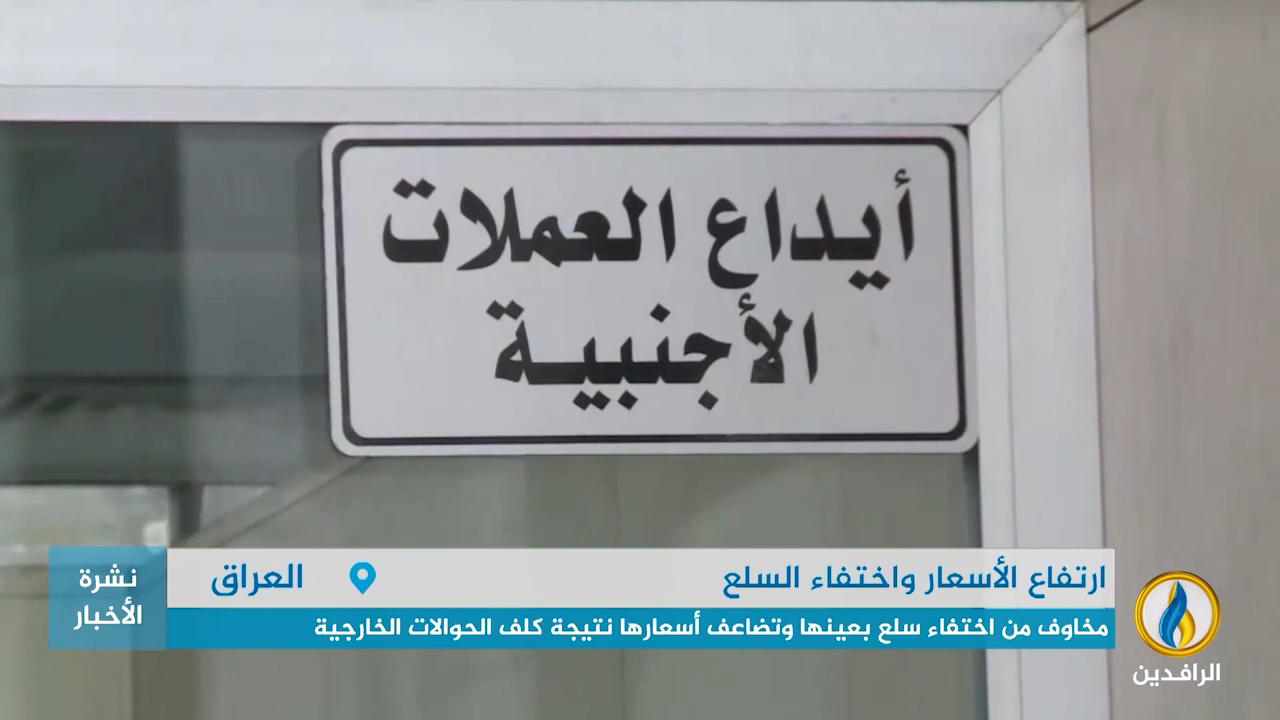 أيداع العملات
الأجنبية
ارتفاع الأسعار واختفاء السلع
العراق
مخاوف من اختفاء سلع بعينها وتضاعف أسعارها نتيجة كلف الحوالات الخارجية
نشرة
الأخبار
الرافدين